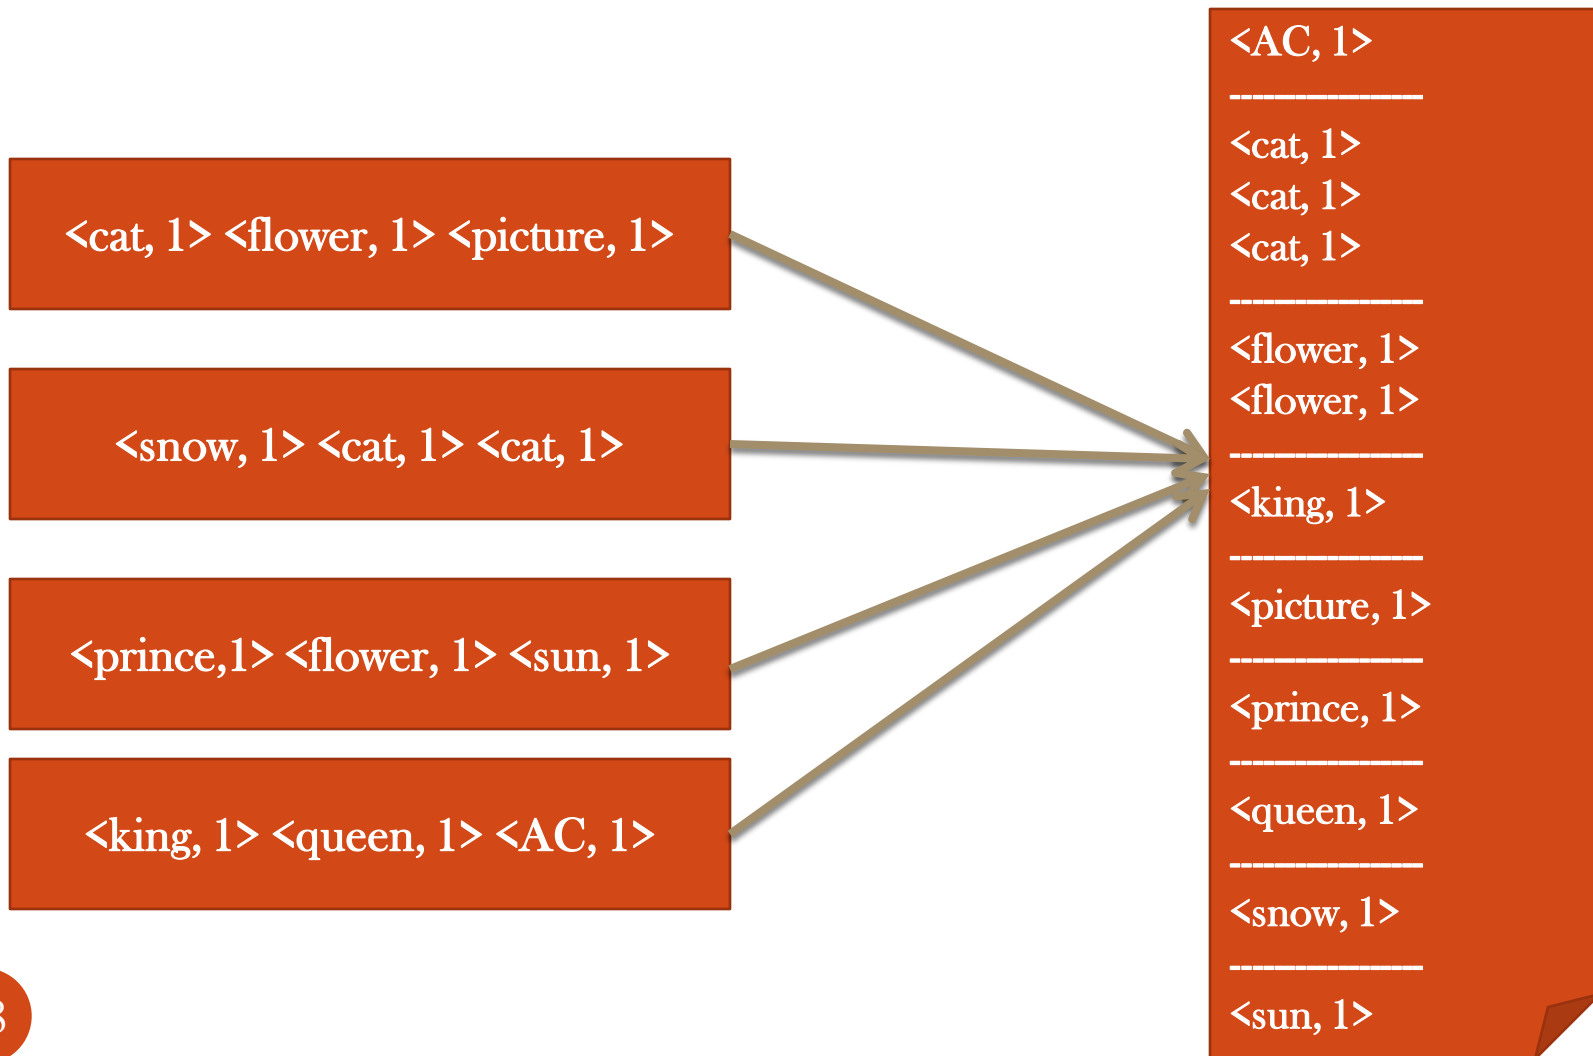 <cat, 1> <flower, 1> <picture, 1>
<snow, 1> <cat, 1> <cat, 1>
<prince,1> <flower, 1> <sun, 1>
<king, 1> <queen, 1> <AC, 1>
<AC, 1>
------------------
<cat, 1>
<cat, 1>
<cat, 1>
------------------
<flower, 1>
<flower, 1>
------------------
<king, 1>
------------------
<picture, 1>
------------------
<prince, 1>
------------------
<queen, 1>
------------------
<snow, 1>
------------------
<sun, 1>